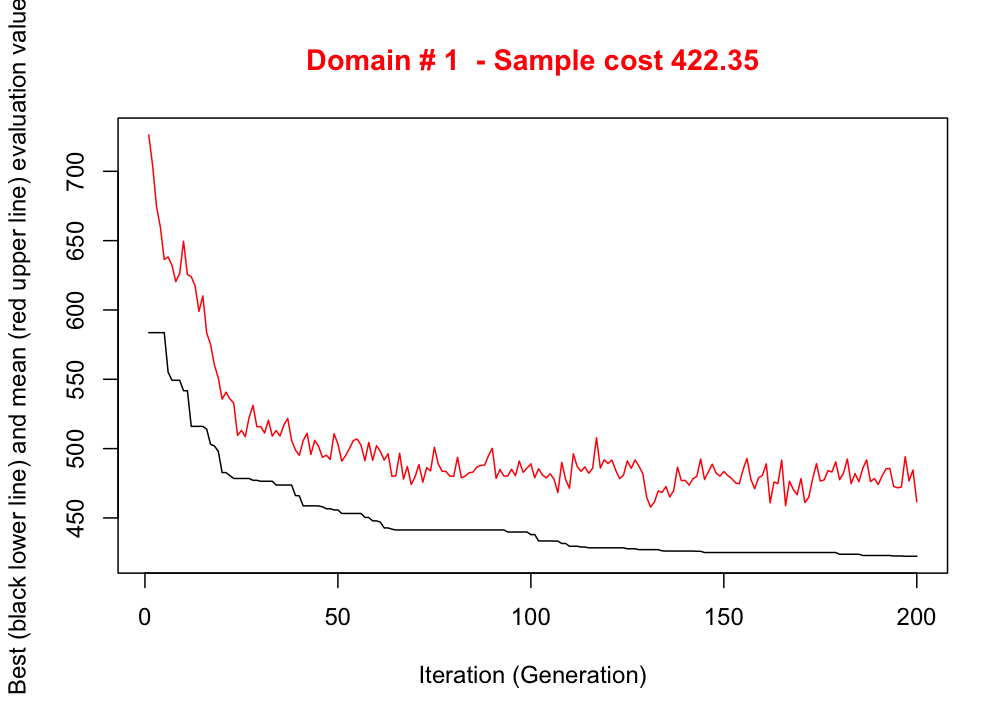 Domain # 1 - Sample cost 422.35
Best (black lower line) and mean (red upper line) evaluation value
700
650
600
550
500
450
0 50 100 150 200
Iteration (Generation)